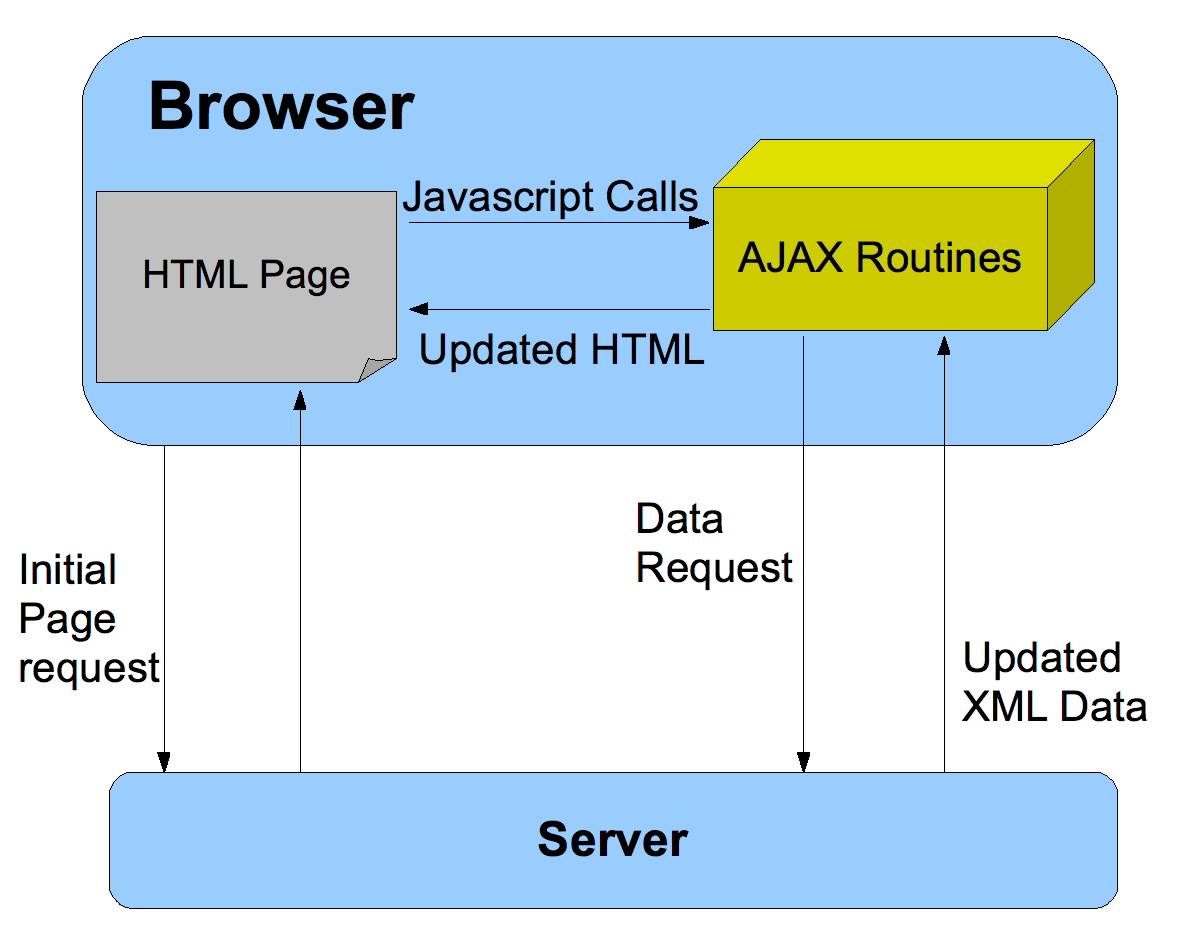 Browser
Javascript Calls
HTML Page
AJAX Routines
Updated HTML
Initial
Page
request
Data
Request
Updated
XML Data
Server